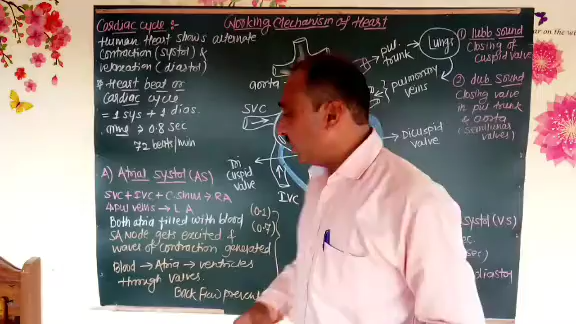 Cardiac cycle :-
Human Heart shows alternate
contraction (systol) &
relaxation (diastol)
Heart beat or
Cardiac cycle
= 1 sys + 1 dias.
0.8 sec
72 beats/min
A) Atrial systol (AS)
SVC + IVC + C. sinus → RA
4 pul veins → LA
Both atria filled with blood
SA Node gets excited &
waves of contraction generated
Blood → Atria → ventricles
through valves.
Back flow prevent
Working Mechanism of Heart
aorta
SVC
Tri
cuspid
valve
IVC
(0.1)
(0.7)
pul.
trunk
Lungs
pulmonary
veins
Dicuspid
valve
① lubb sound
Closing of
cuspid valve
② dub sound
Closing valve
in pul trunk
& aorta
(semilunar
valves)
systol (VS)
sec)
diastol